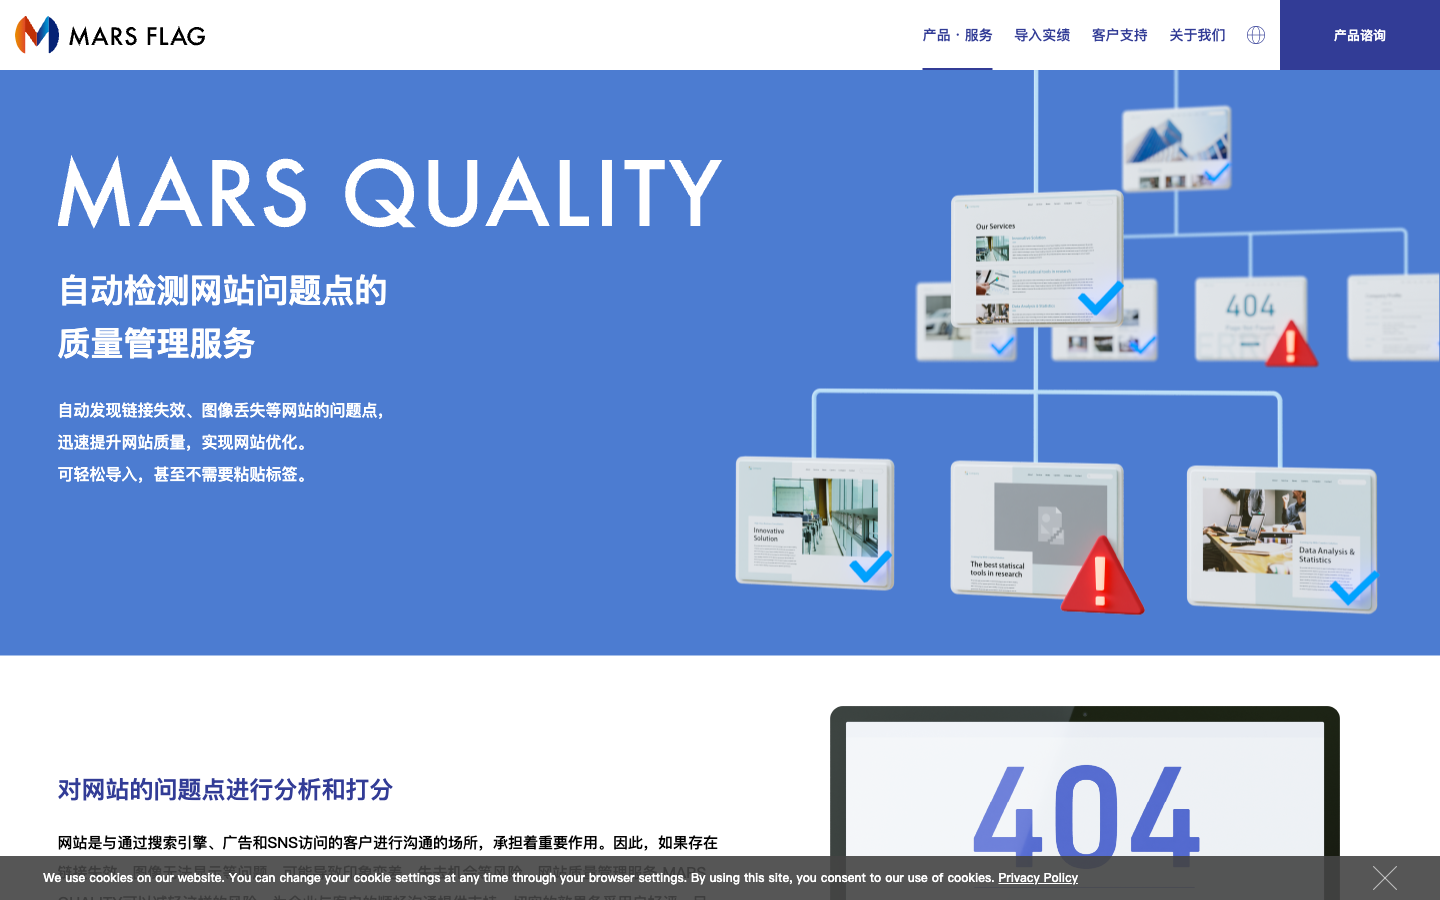 MARS FLAG
产品・服务
导入实绩
客户支持
关于我们
产品谘询
MARS QUALITY
自动检测网站问题点的
质量管理服务
自动发现链接失效、图像丢失等网站的问题点，
迅速提升网站质量，实现网站优化。
可轻松导入，甚至不需要粘贴标签。
Our Services
404
Innovative
Solution
The best statiscal
tools in research
Data Analysis &
Statistics
对网站的问题点进行分析和打分
网站是与通过搜索引擎、广告和SNS访问的客户进行沟通的场所，承担着重要作用。因此，如果存在
404
We use cookies on our website. You can change your cookie settings at any time through your browser settings. By using this site, you consent to our use of cookies. Privacy Policy